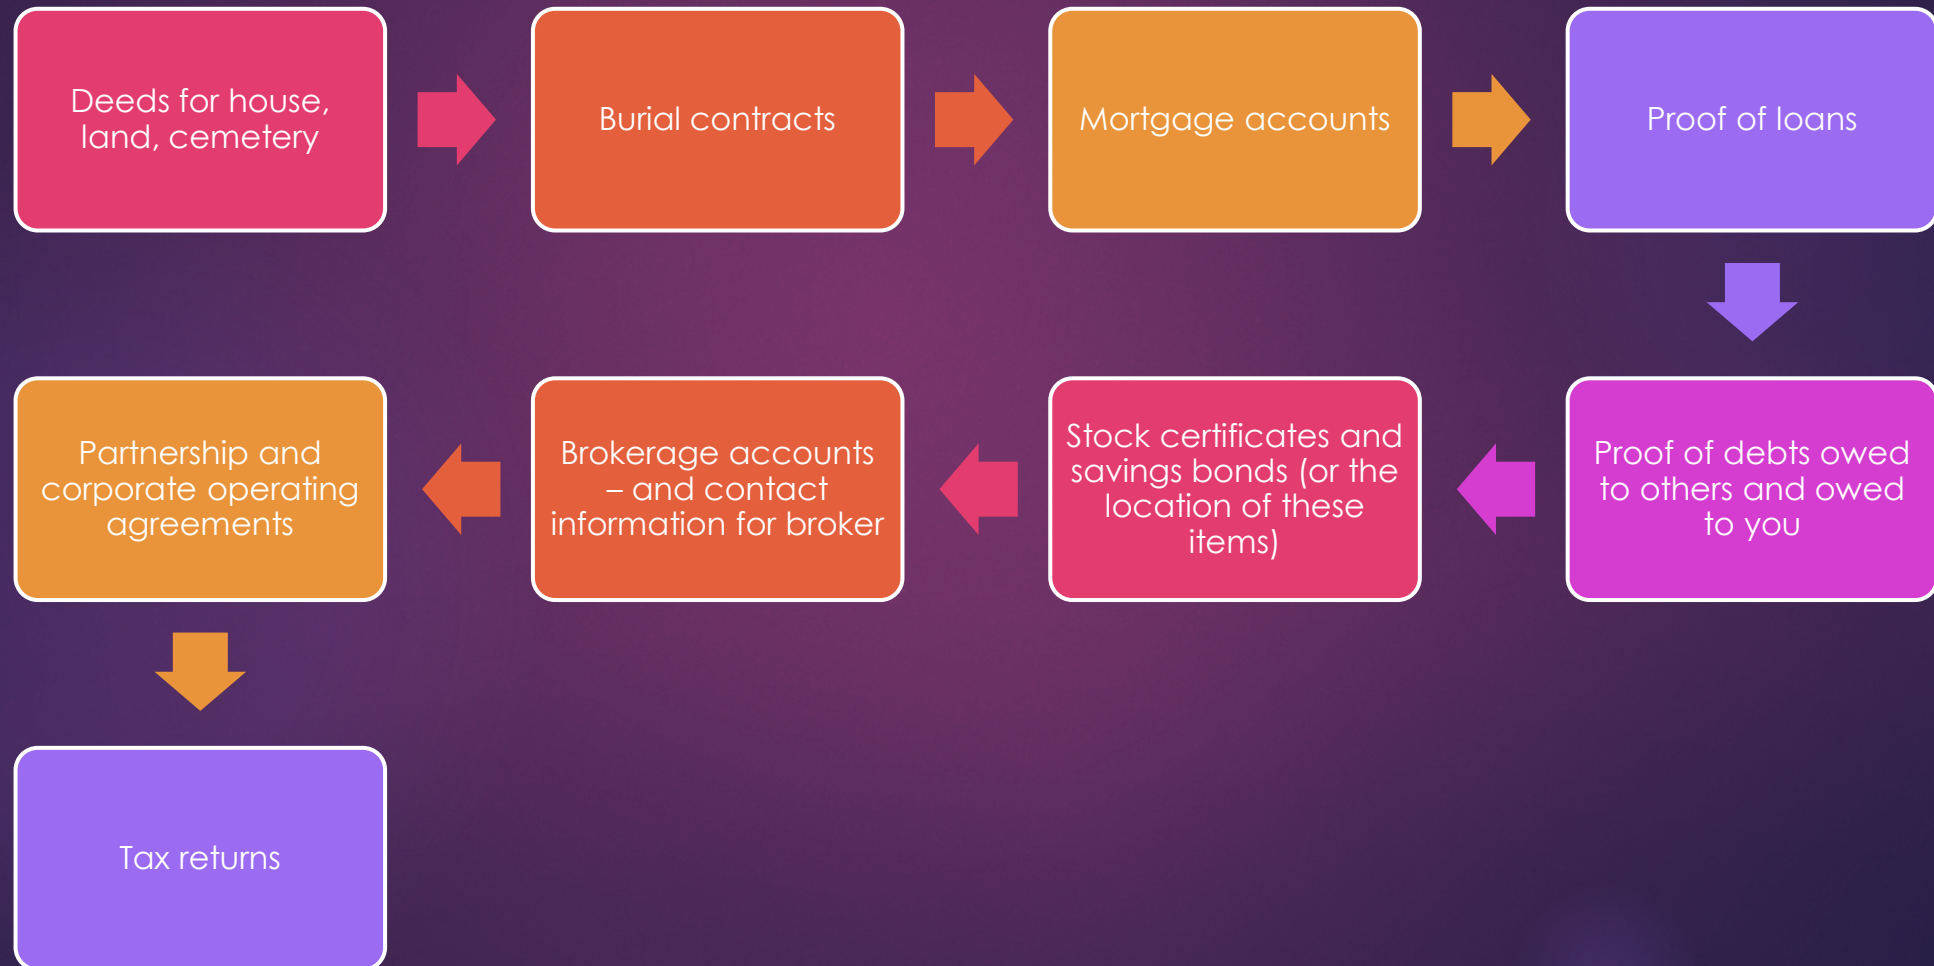 Deeds for house,
land, cemetery
Burial contracts
Mortgage accounts
Proof of loans
Proof of debts owed
to others and owed
to you
Stock certificates and
savings bonds (or the
location of these
items)
Brokerage accounts
– and contact
information for broker
Partnership and
corporate operating
agreements
Tax returns